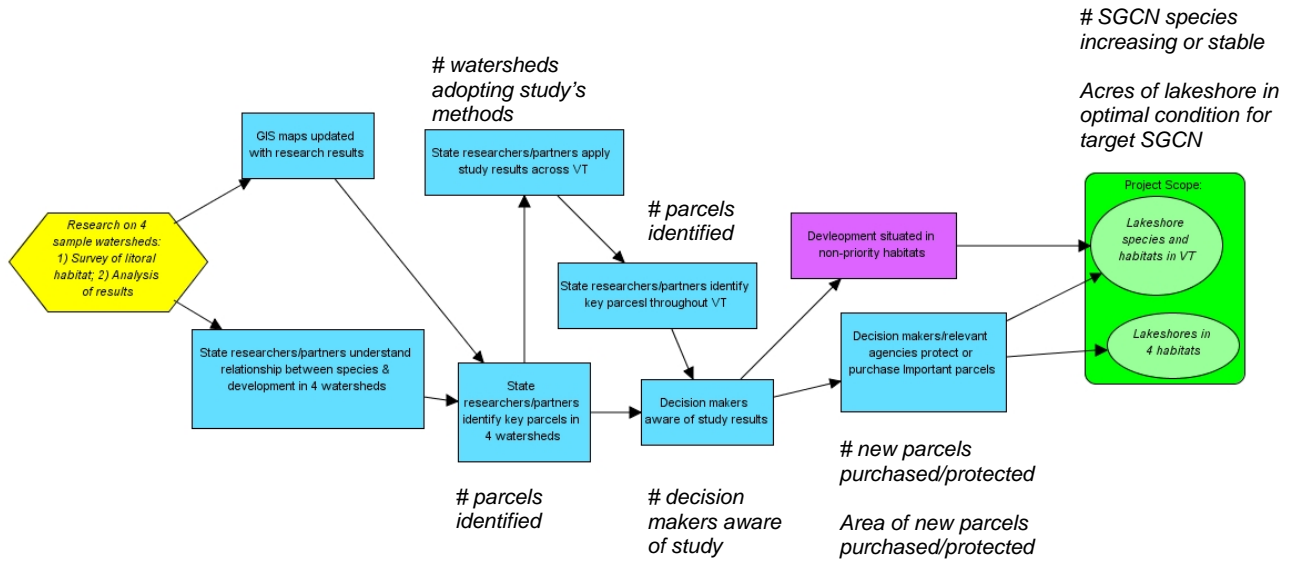 # SGCN species
increasing or stable
Acres of lakeshore in
optimal condition for
target SGCN
# watersheds
adopting study's
methods
GIS maps updated
with research results
State researchers/partners apply
study results across VT
Project Scope:
Lakeshore
species and
habitats in VT
Lakeshores in
4 habitats
# parcels
identified
Research on 4
sample watersheds:
1) Survey of litoral
habitat; 2) Analysis
of results
Devleopment situated in
non-priority habitats
State researchers/partners identify
key parcesl throughout VT
State researchers/partners understand
relationship between species &
development in 4 watersheds
Decision makers/relevant
agencies protect or
purchase Important parcels
State
researchers/partners
identify key parcels in
4 watersheds
Decision makers
aware of study results
# parcels
identified
# decision
makers aware
of study
# new parcels
purchased/protected
Area of new parcels
purchased/protected